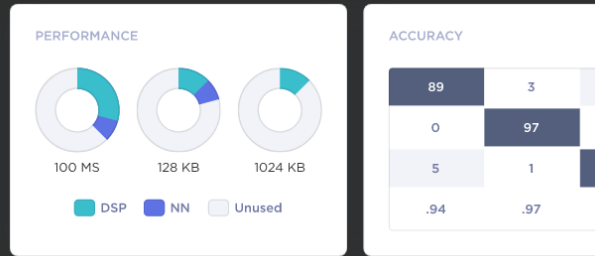 PERFORMANCE
100 MS 128 KB 1024 KB
DSP NN Unused
ACCURACY
89 3
0 97
5 1
.94 .97